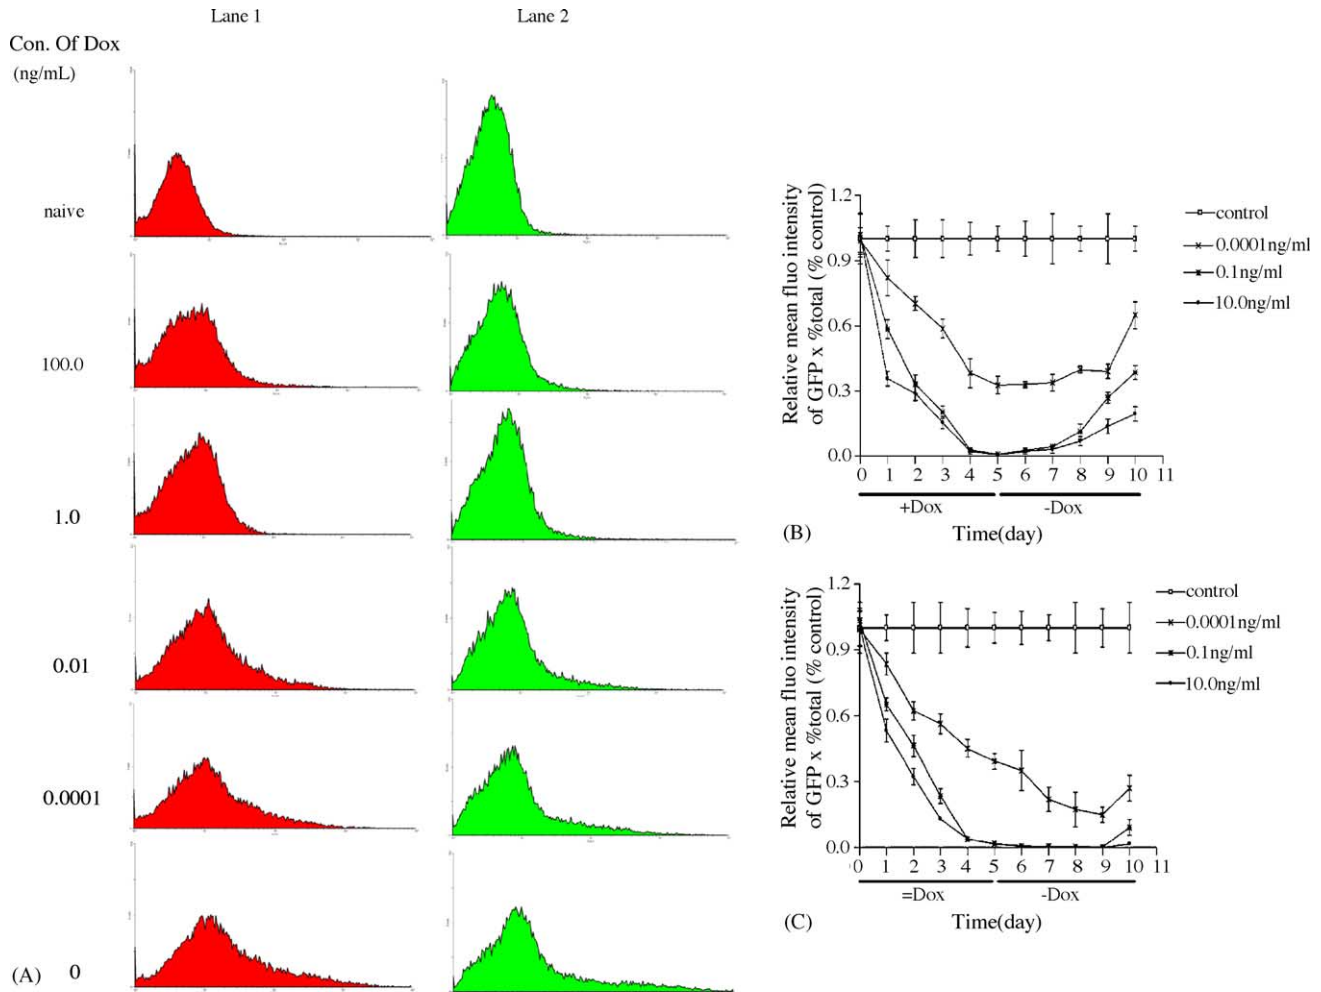 Lane 1
Lane 2
Con. Of Dox
(ng/mL)
naive
100.0
1.0
0.01
0.0001
0
(A)
Relative mean fluo intensity
of GFP x %total (% control)
1.2
0.9
0.6
0.3
0.0
0 1 2 3 4 5 6 7 8 9 10 11
+Dox
-Dox
Time(day)
(B)
control
0.0001ng/ml
0.1ng/ml
10.0ng/ml
Relative mean fluo intensity
of GFP x %total (% control)
1.2
0.9
0.6
0.3
0.0
0 1 2 3 4 5 6 7 8 9 10 11
=Dox
-Dox
Time(day)
(C)
control
0.0001ng/ml
0.1ng/ml
10.0ng/ml